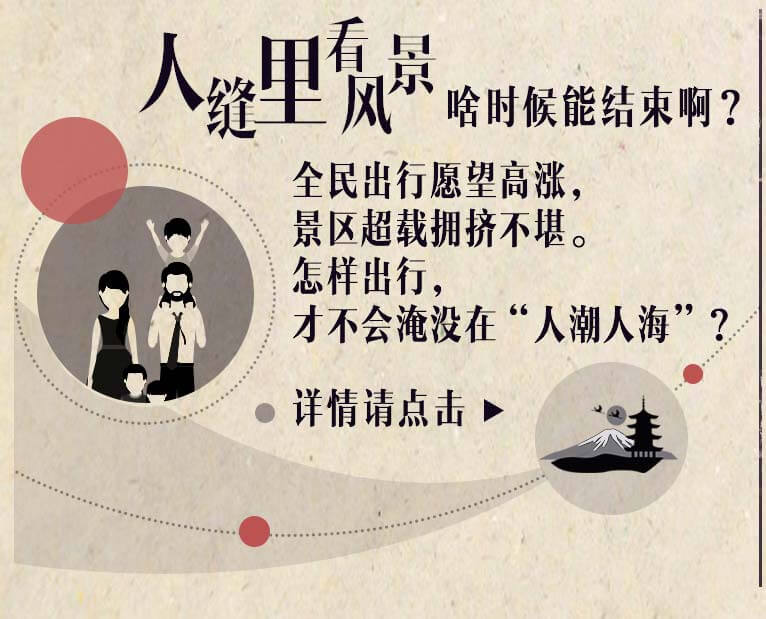 人缝里看风景 啥时候能结束啊？
全民出行愿望高涨，
景区超载拥挤不堪。
怎样出行，
才不会淹没在“人潮人海”？
详情请点击